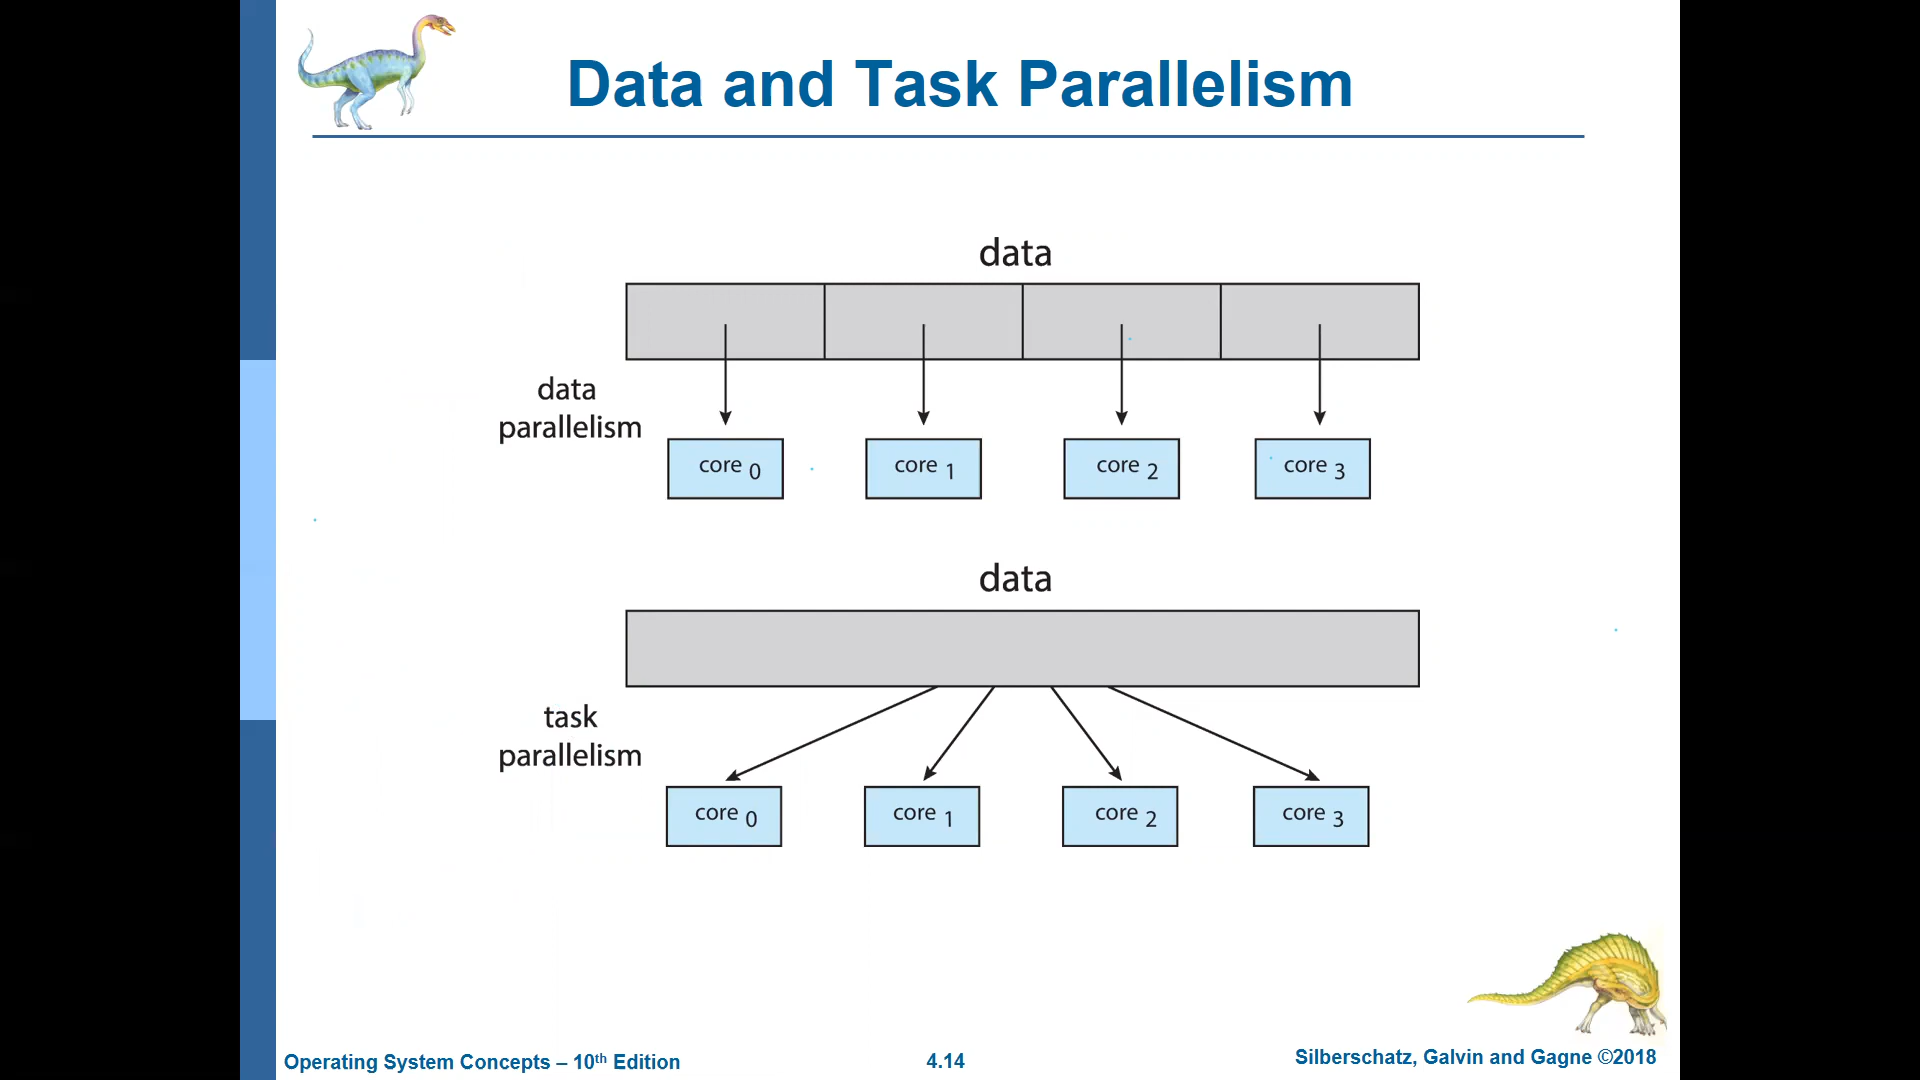 Data and Task Parallelism
data
data
parallelism
core 0
core 1
core 2
core 3
data
task
parallelism
core 0
core 1
core 2
core 3
Operating System Concepts – 10th Edition
4.14
Silberschatz, Galvin and Gagne ©2018